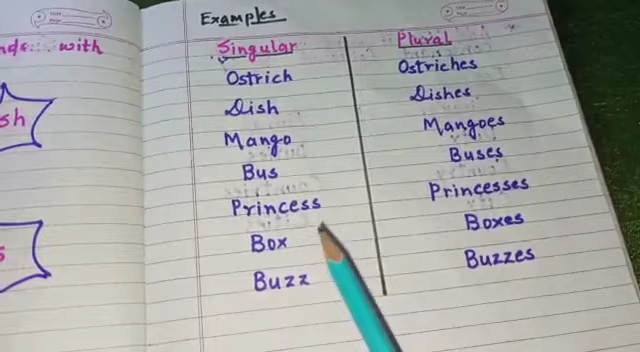 Examples
nds... with
Singular Plural
Ostrich Ostriches
Dish Dishes
sh
Mango Mangoes
Bus Buses
Princess Princesses
Box Boxes
s
Buzz Buzzes